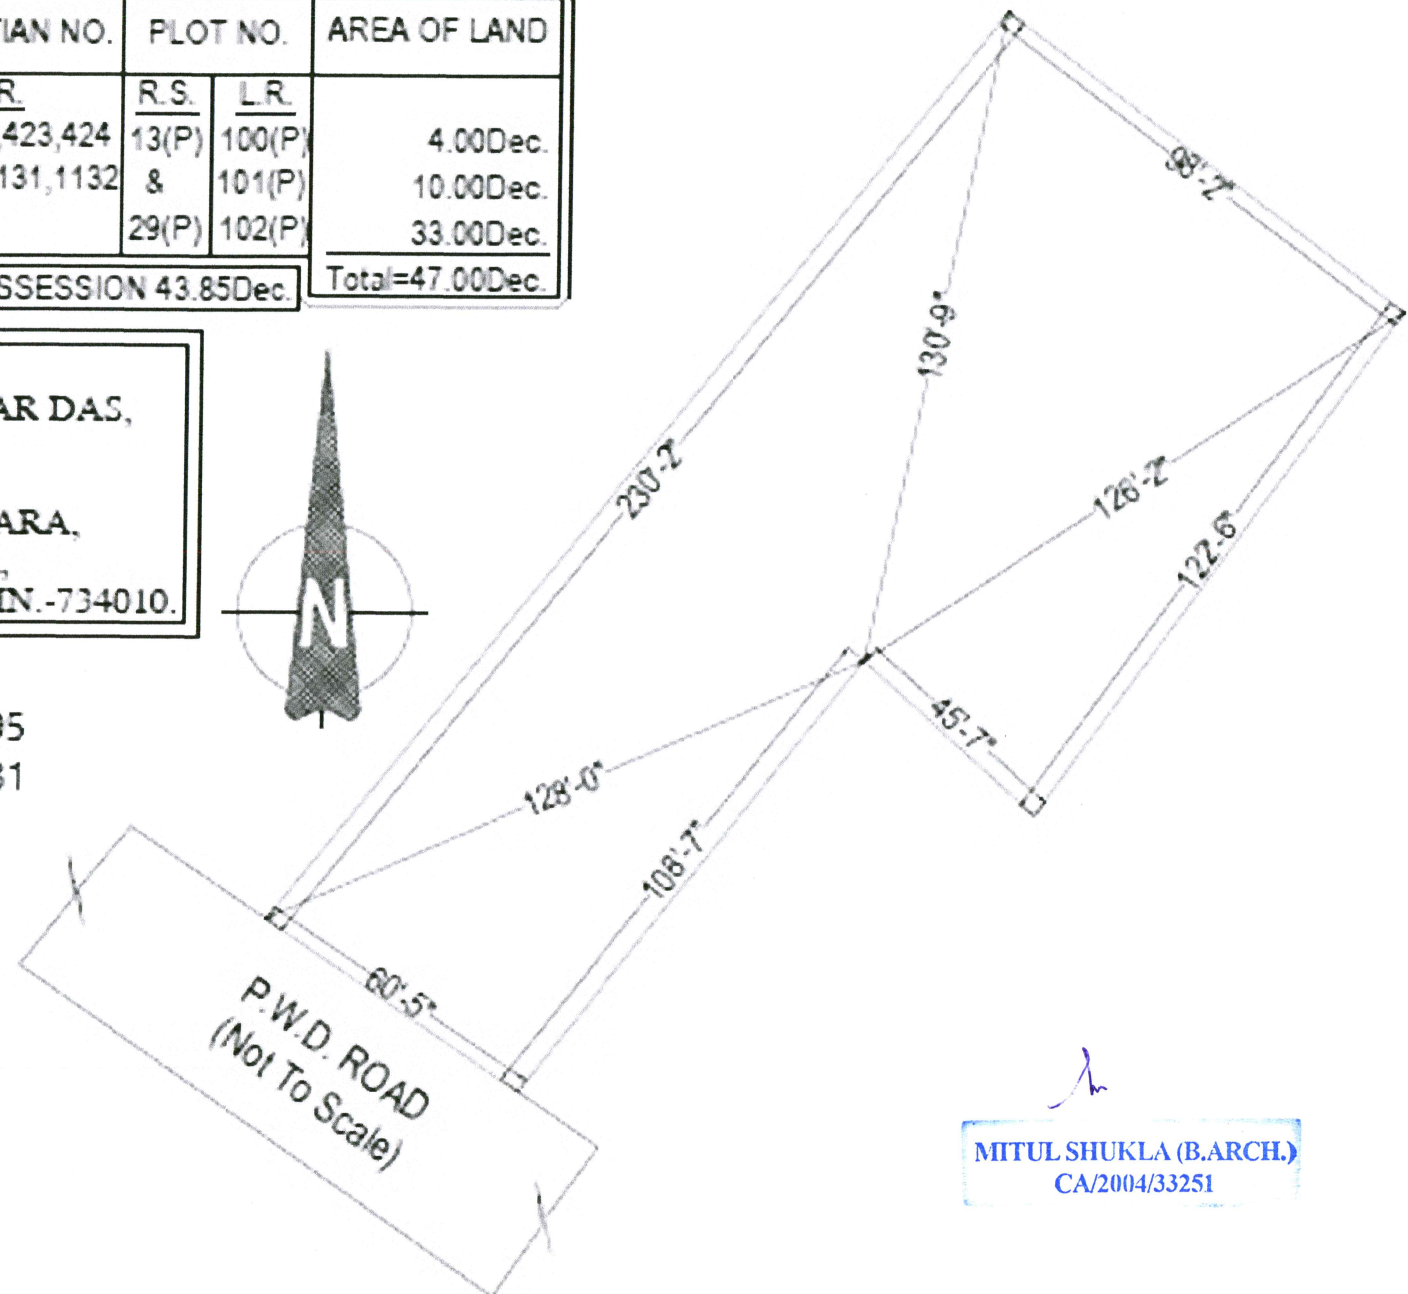 IAN NO. PLOT NO. AREA OF LAND
R. R.S. L.R.
,423,424 13(P) 100(P) 4.00Dec.
131,1132 & 101(P) 10.00Dec.
29(P) 102(P) 33.00Dec.
SSESSION 43.85Dec. Total=47.00Dec.
AR DAS,
ARA,
IN.-734010.
N
95
31
98'-2"
130'-9"
230'-2"
126'-2"
122'-6"
45'-7"
128'-0"
108'-7"
60'-5"
P.W.D. ROAD
(Not To Scale)
MITUL SHUKLA (B.ARCH.)
CA/2004/33251